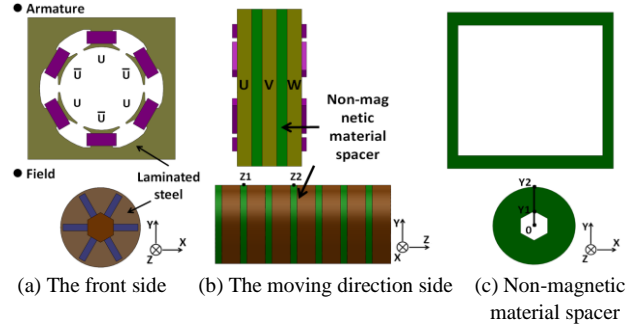 ● Armature
U
Ū
Ū
U
U
Ū
Laminated
steel
● Field
Y
Z
X
U
V
W
Non-mag
netic
material
spacer
Z1
Z2
Y
X
Z
Y2
Y1
0
Y
Z
X
(a) The front side
(b) The moving direction side
(c) Non-magnetic
material spacer